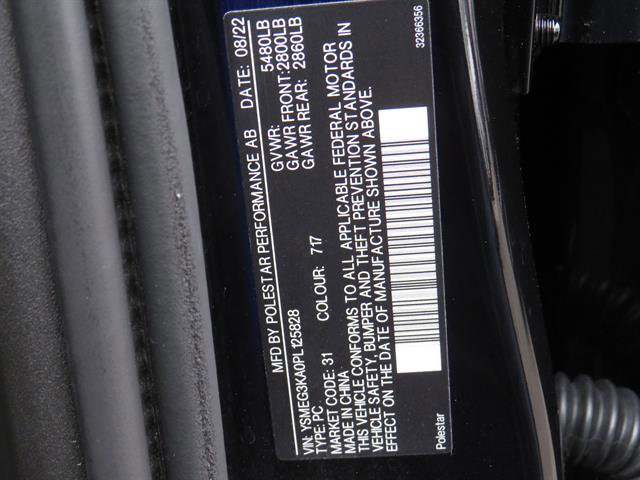 MFD BY POLESTAR PERFORMANCE AB DATE: 08/22
GVWR: 5480LB
GAWR FRONT: 2800LB
GAWR REAR: 2860LB
VIN: YSMEG3KA0PL125828
TYPE: PC
MARKET CODE: 31 COLOUR: 717
MADE IN CHINA
THIS VEHICLE CONFORMS TO ALL APPLICABLE FEDERAL MOTOR
VEHICLE SAFETY, BUMPER AND THEFT PREVENTION STANDARDS IN
EFFECT ON THE DATE OF MANUFACTURE SHOWN ABOVE.
Polestar 32366356